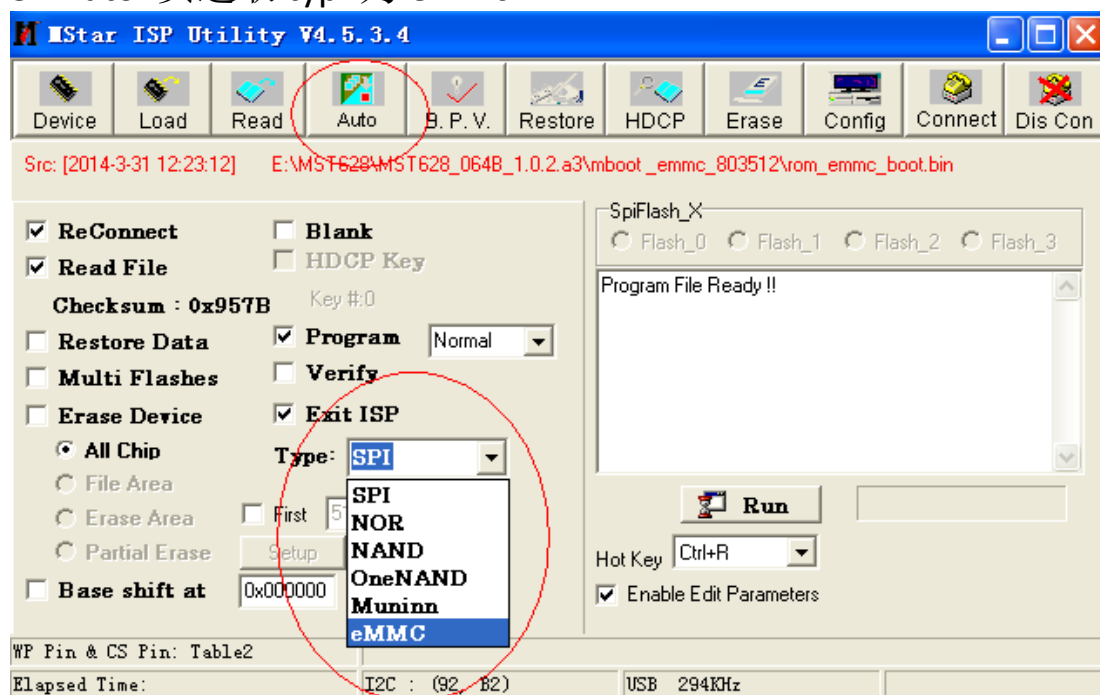 MStar ISP Utility V4.5.3.4
Device Load Read Auto B.P.V. Restore HDCP Erase Config Connect Dis Con
Src: [2014-3-31 12:23:12] E:\MST628\MST628_064B_1.0.2.a3\mboot_emmc_803512\rom_emmc_boot.bin
ReConnect Blank
Read File HDCP Key
Checksum : 0x957B Key #:0
Restore Data Program Normal
Multi Flashes Verify
Erase Device Exit ISP
All Chip Type: SPI
File Area SPI
Erase Area First NOR
Partial Erase Setup NAND
OneNAND
Base shift at 0x000000 Muninn
eMMC
SpiFlash_X
Flash_0 Flash_1 Flash_2 Flash_3
Program File Ready !!
Run
Hot Key Ctrl+R
Enable Edit Parameters
WP Pin & CS Pin: Table2
Elapsed Time: I2C : (92, B2) USB 294KHz